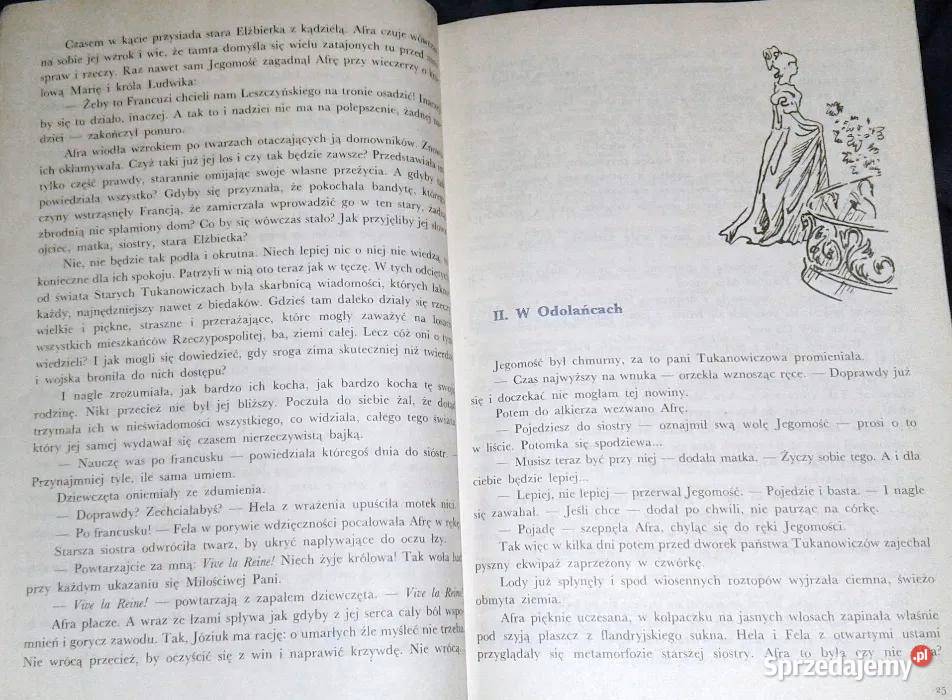 Czasem w kącie przysiada stara Elżbietka z kądzielą. Afra czuje
na sobie jej wzrok i wie, że tamta domyśla się wielu zatajonych tu przed
spraw i rzeczy. Raz nawet sam Jegomość zagadnął Afrę przy wieczerzy o
lową Marię i króla Ludwika:
— Żeby to Francuzi chcieli nam Leszczyńskiego na tronie osadzić!
by się tu działo, inaczej. A tak to i nadziei nie ma na polepszenie, żadnej
dziei — zakończył ponuro.
Afra wiodła wzrokiem po twarzach otaczających ją domowników.
ich okłamywała. Czyż taki już jej los i czy tak będzie zawsze? Przedstawiała
tylko część prawdy, starannie omijając swoje własne przeżycia. A gdyby
powiedziała wszystko? Gdyby się przyznała, że pokochała bandytę,
czyny wstrząsnęły Francją, że zamierzała wprowadzić go w ten stary,
zbrodnią nie splamiony dom? Co by się wówczas stało? Jak przyjęliby jej
ojciec, matka, siostry, stara Elżbietka?
Nie, nie będzie tak podła i okrutna. Niech lepiej nic o niej nie wiedzą,
konieczne dla ich spokoju. Patrzyli w nią oto teraz jak w tęczę. W tych
od świata Starych Tukanowiczach była skarbnicą wiadomości, których
każdy, najnędzniejszy nawet z biedaków. Gdzieś tam daleko działy się
wielkie i piękne, straszne i przerażające, które mogły zaważyć na
wszystkich mieszkańców Rzeczypospolitej, ba, ziemi całej. Lecz cóż oni o
wiedzieli? I jak mogli się dowiedzieć, gdy sroga zima skuteczniej niż
i wojska broniła do nich dostępu?
I nagle zrozumiała, jak bardzo ich kocha, jak bardzo kocha tę
rodzinę. Nikt przecież nie był jej bliższy. Poczuła do siebie żal, że
trzymała ich w nieświadomości wszystkiego, co widziała, całego tego
który jej samej wydawał się czasem nierzeczywistą bajką.
— Nauczę was po francusku — powiedziała któregoś dnia do sióstr. —
Przynajmniej tyle, ile sama umiem.
Dziewczęta oniemiały ze zdumienia.
— Doprawdy? Zechciałabyś? — Hela z wrażenia upuściła motek nici.
— Po francusku! — Fela w porywie wdzięczności pocałowała Afrę w rękę.
Starsza siostra odwróciła twarz, by ukryć napływające do oczu łzy.
— Powtarzajcie za mną: Vive la Reine! Niech żyje królowa! Tak woła lud
przy każdym ukazaniu się Miłościwej Pani.
— Vive la Reine! — powtarzają z zapałem dziewczęta. — Vive la Reine!
Afra płacze. A wraz ze łzami spływa jak gdyby z jej serca cały ból
mnień i gorycz zawodu. Tak, Józiuk ma rację: o umarłych źle myśleć nie trzeba.
Nie wrócą przecież, by oczyścić się z win i naprawić krzywdę. Nie wrócą...
II. W Odolańcach
Jegomość był chmurny, za to pani Tukanowiczowa promieniała.
— Czas najwyższy na wnuka — orzekła wznosząc ręce. — Doprawdy już
się i doczekać nie mogłam tej nowiny.
Potem do alkierza wezwano Afrę.
— Pojedziesz do siostry — oznajmił swą wolę Jegomość — prosi o to
w liście. Potomka się spodziewa...
— Musisz teraz być przy niej — dodała matka. — Życzy sobie tego. A i dla
ciebie będzie lepiej...
— Lepiej, nie lepiej — przerwał Jegomość. — Pojedzie i basta. — I nagle
się zawahał. — Jeśli chce — dodał po chwili, nie patrząc na córkę.
— Pojadę — szepnęła Afra, chyląc się do ręki Jegomości.
Tak więc w kilka dni potem przed dworek państwa Tukanowiczów zajechał
pyszny ekwipaż zaprzężony w czwórkę.
Lody już spłynęły i spod wiosennych roztopów wyjrzała ciemna, świeżo
obmyta ziemia.
Afra pięknie uczesana, w kołpaczku na jasnych włosach zapinała właśnie
pod szyją płaszcz z flandryjskiego sukna. Hela i Fela z otwartymi ustami
przyglądały się metamorfozie starszej siostry. Afra to była czy nie
25
Sprzedajemy.pl